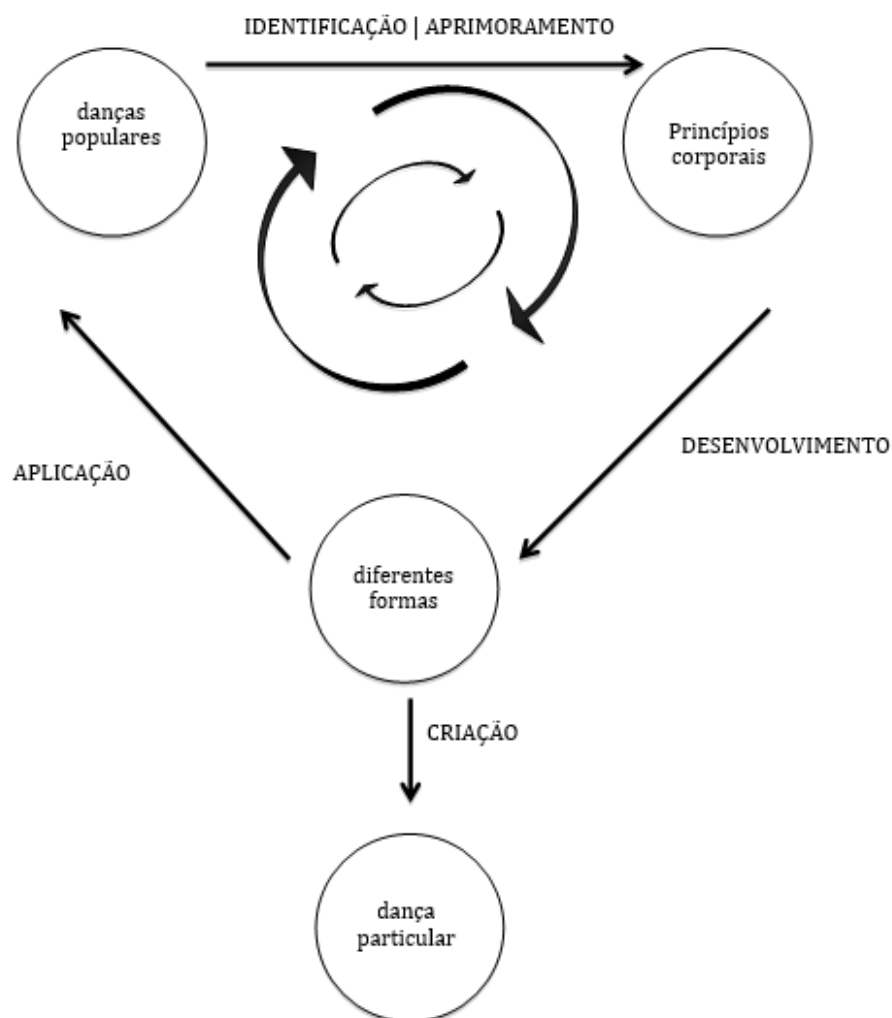 IDENTIFICAÇÃO | APRIMORAMENTO
danças
populares
Princípios
corporais
DESENVOLVIMENTO
APLICAÇÃO
diferentes
formas
CRIAÇÃO
dança
particular